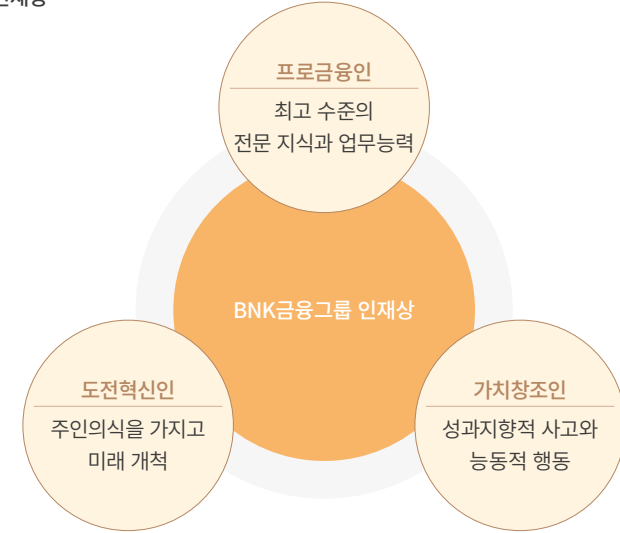 인재상
프로금융인
최고 수준의
전문 지식과 업무능력
BNK금융그룹 인재상
도전혁신인
주인의식을 가지고
미래 개척
가치창조인
성과지향적 사고와
능동적 행동